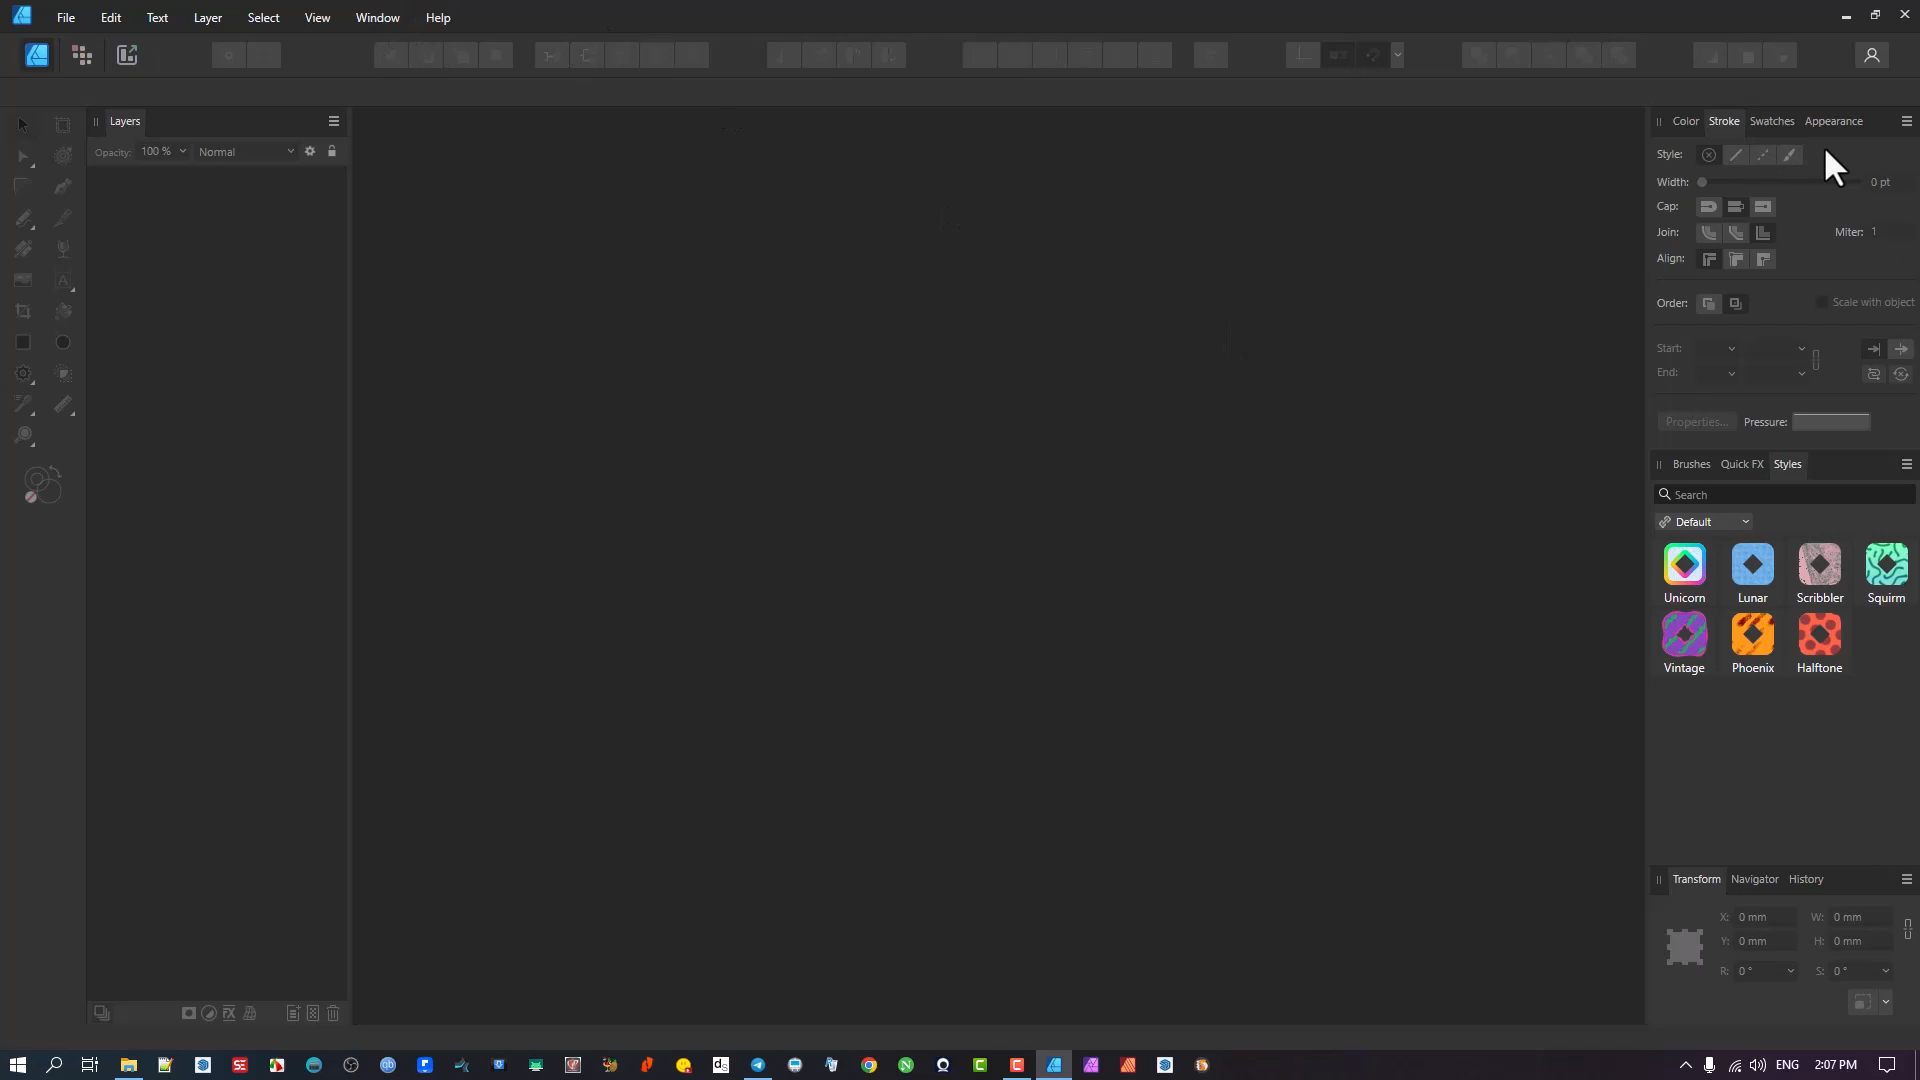 File Edit Text Layer Select View Window Help
Layers
Opacity: 100 % Normal
Color Stroke Swatches Appearance
Style:
Width: 0 pt
Cap:
Join: Miter: 1
Align:
Order: Scale with object
Start:
End:
Properties... Pressure:
Brushes Quick FX Styles
Search
Default
Unicorn Lunar Scribbler Squirm
Vintage Phoenix Halftone
Transform Navigator History
X: 0 mm W: 0 mm
Y: 0 mm H: 0 mm
R: 0 ° S: 0 °
ENG 2:07 PM